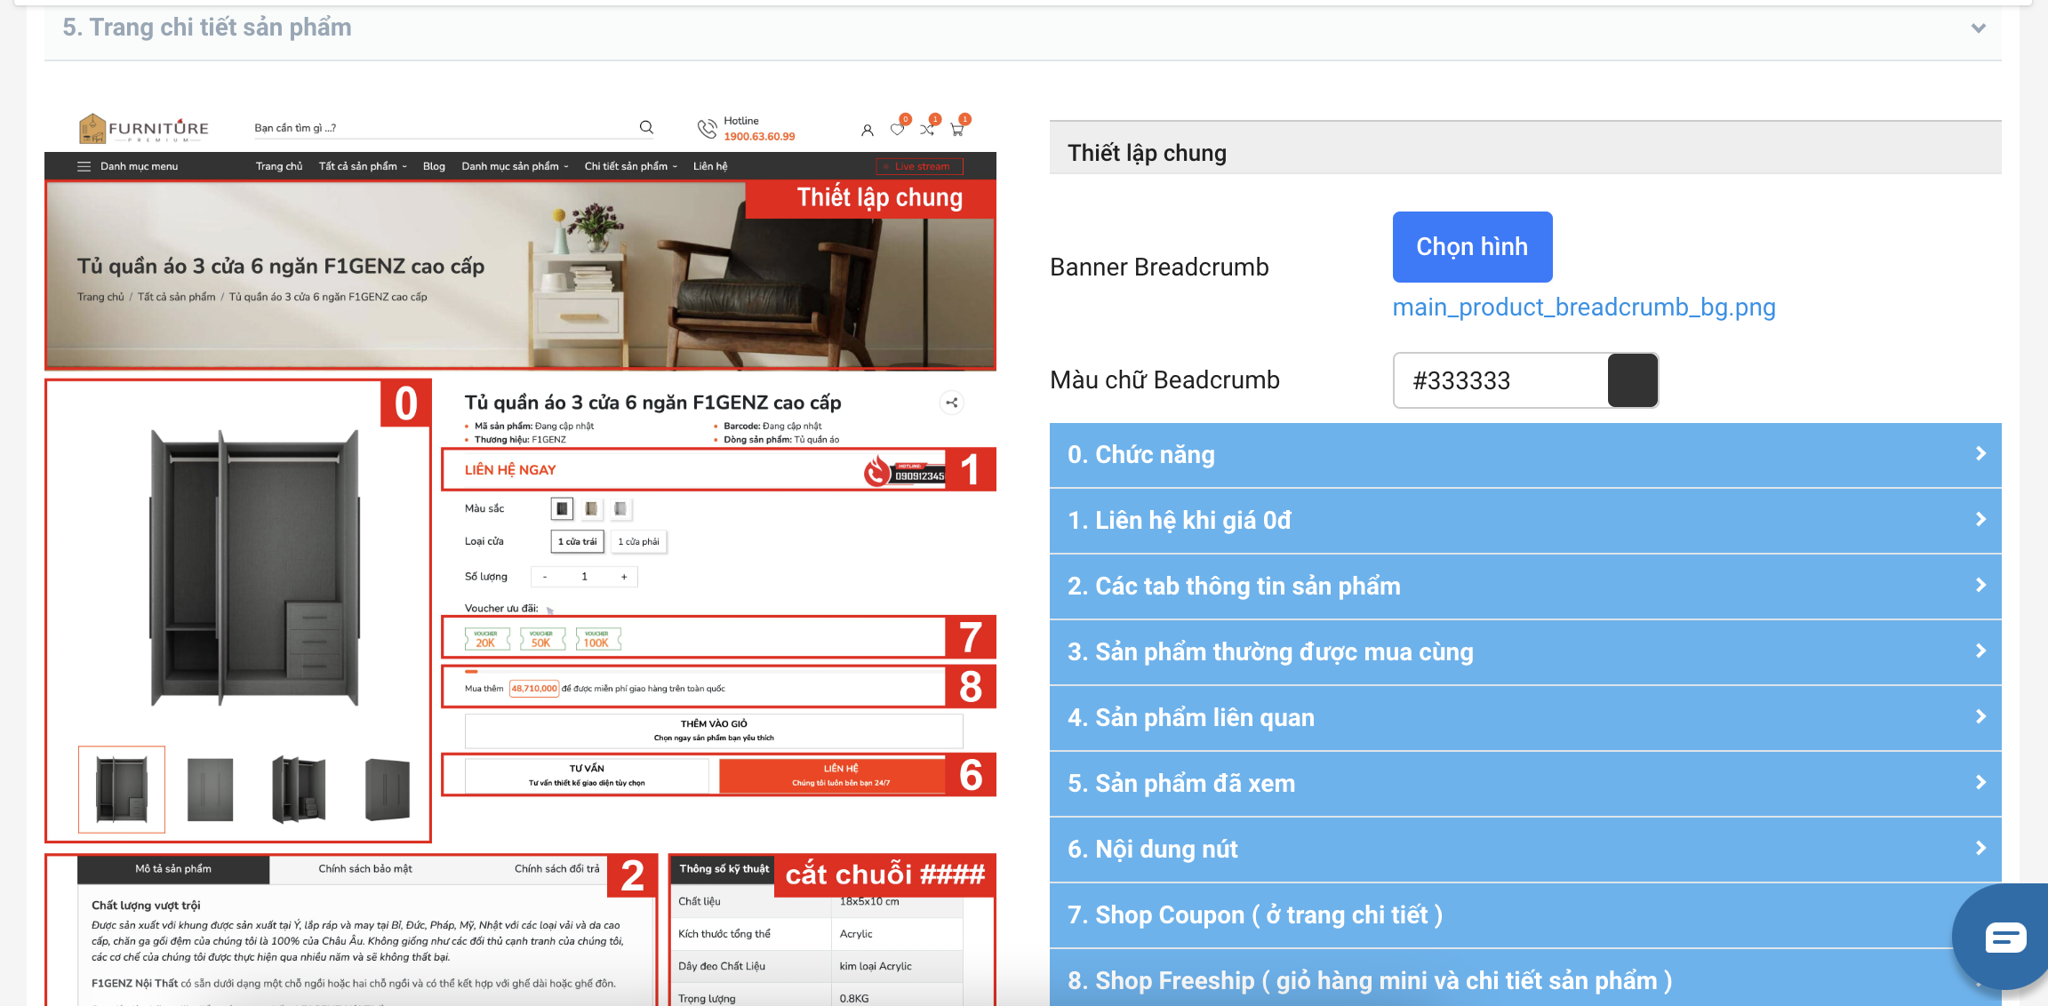 5. Trang chi tiết sản phẩm
FURNITURE
PREMIUM
Bạn cần tìm gì ...?
Hotline
1900.63.60.99
0
1
1
Danh mục menu
Trang chủ
Tất cả sản phẩm
Blog
Danh mục sản phẩm
Chi tiết sản phẩm
Liên hệ
Live stream
Thiết lập chung
Tủ quần áo 3 cửa 6 ngăn F1GENZ cao cấp
Trang chủ / Tất cả sản phẩm / Tủ quần áo 3 cửa 6 ngăn F1GENZ cao cấp
0
Tủ quần áo 3 cửa 6 ngăn F1GENZ cao cấp
Mã sản phẩm: Đang cập nhật
Barcode: Đang cập nhật
Thương hiệu: F1GENZ
Dòng sản phẩm: Tủ quần áo
LIÊN HỆ NGAY
HOTLINE:
090912345
1
Màu sắc
Loại cửa
1 cửa trái
1 cửa phải
Số lượng
- 1 +
Voucher ưu đãi:
VOUCHER
20K
VOUCHER
50K
VOUCHER
100K
7
Mua thêm 48,710,000 để được miễn phí giao hàng trên toàn quốc
8
THÊM VÀO GIỎ
Chọn ngay sản phẩm bạn yêu thích
TƯ VẤN
Tư vấn thiết kế giao diện tùy chọn
LIÊN HỆ
Chúng tôi luôn bên bạn 24/7
6
Mô tả sản phẩm
Chính sách bảo mật
Chính sách đổi trả
2
Chất lượng vượt trội
Được sản xuất với khung được sản xuất tại Ý, lắp ráp và may tại Bỉ, Đức, Pháp, Mỹ, Nhật với các loại vải và da cao
cấp, chăn ga gối đệm của chúng tôi là 100% của Châu Âu. Không giống như các đối thủ cạnh tranh của chúng tôi,
các cơ chế của chúng tôi được thực hiện qua nhiều năm và sẽ không thất bại.
F1GENZ Nội Thất có sẵn dưới dạng một chỗ ngồi hoặc hai chỗ ngồi và có thể kết hợp với ghế dài hoặc ghế đôn.
Thông số kỹ thuật
cắt chuỗi ####
Chất liệu
18x5x10 cm
Kích thước tổng thể
Acrylic
Dây đeo Chất Liệu
kim loại Acrylic
Trọng lượng
0.8KG
Thiết lập chung
Banner Breadcrumb
Chọn hình
main_product_breadcrumb_bg.png
Màu chữ Beadcrumb
#333333
0. Chức năng
1. Liên hệ khi giá 0đ
2. Các tab thông tin sản phẩm
3. Sản phẩm thường được mua cùng
4. Sản phẩm liên quan
5. Sản phẩm đã xem
6. Nội dung nút
7. Shop Coupon ( ở trang chi tiết )
8. Shop Freeship ( giỏ hàng mini và chi tiết sản phẩm )